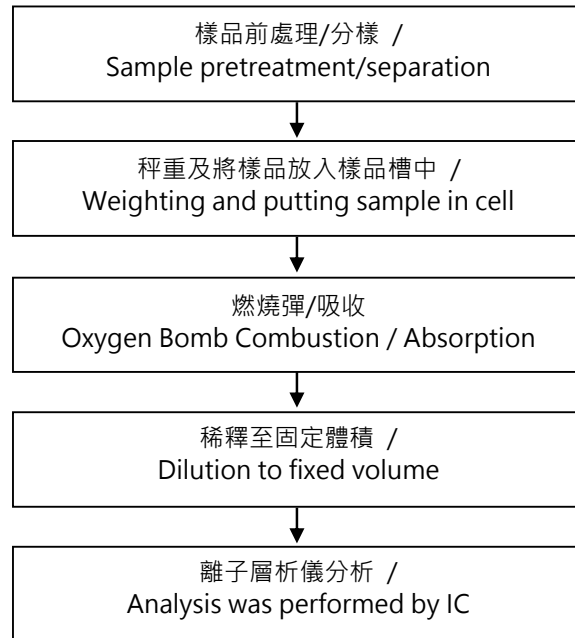 樣品前處理/分樣 /
Sample pretreatment/separation
秤重及將樣品放入樣品槽中 /
Weighting and putting sample in cell
燃燒彈/吸收
Oxygen Bomb Combustion / Absorption
稀釋至固定體積 /
Dilution to fixed volume
離子層析儀分析 /
Analysis was performed by IC